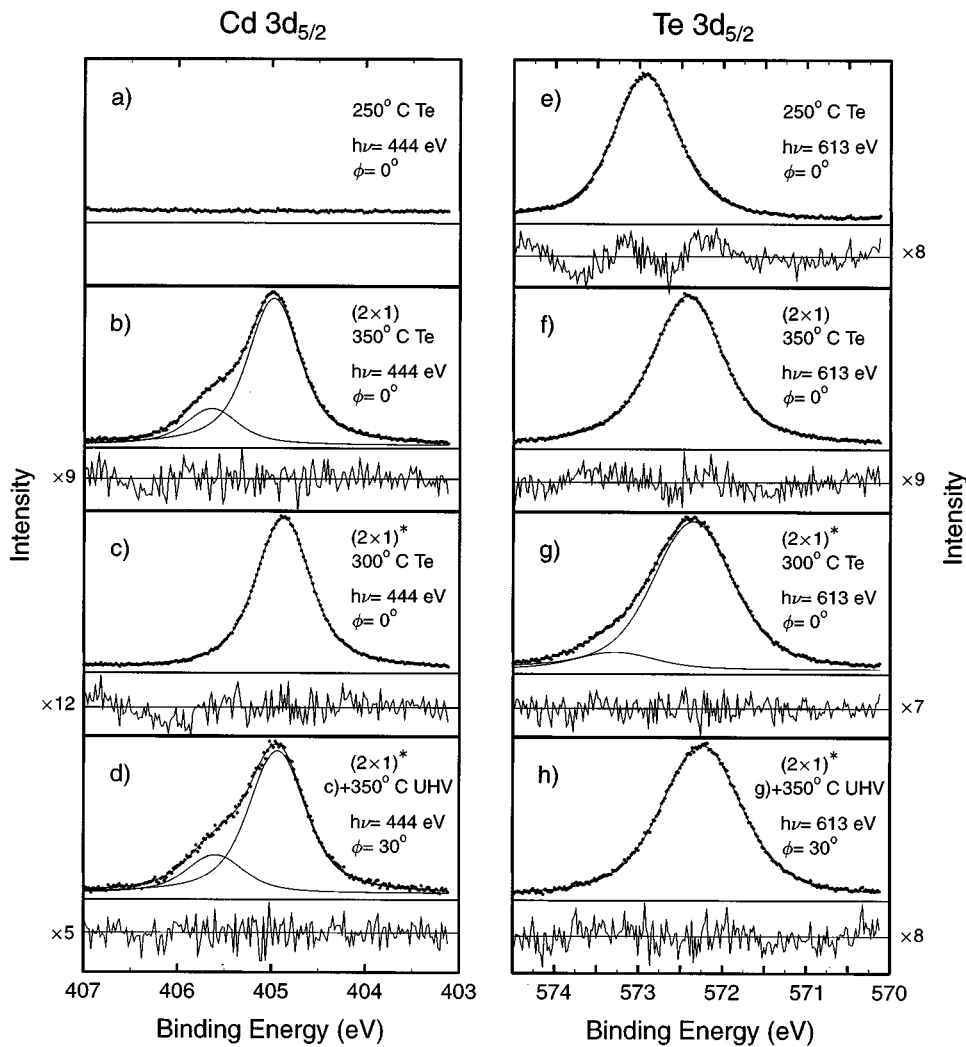 Cd 3d5/2
Te 3d5/2
a)
250° C Te
hν= 444 eV
ϕ= 0°
e)
250° C Te
hν= 613 eV
ϕ= 0°
×8
b)
(2×1)
350° C Te
hν= 444 eV
ϕ= 0°
×9
f)
(2×1)
350° C Te
hν= 613 eV
ϕ= 0°
×9
c)
(2×1)*
300° C Te
hν= 444 eV
ϕ= 0°
×12
g)
(2×1)*
300° C Te
hν= 613 eV
ϕ= 0°
×7
d)
(2×1)*
c)+350° C UHV
hν= 444 eV
ϕ= 30°
×5
h)
(2×1)*
g)+350° C UHV
hν= 613 eV
ϕ= 30°
×8
Intensity
Intensity
407 406 405 404 403
574 573 572 571 570
Binding Energy (eV)
Binding Energy (eV)